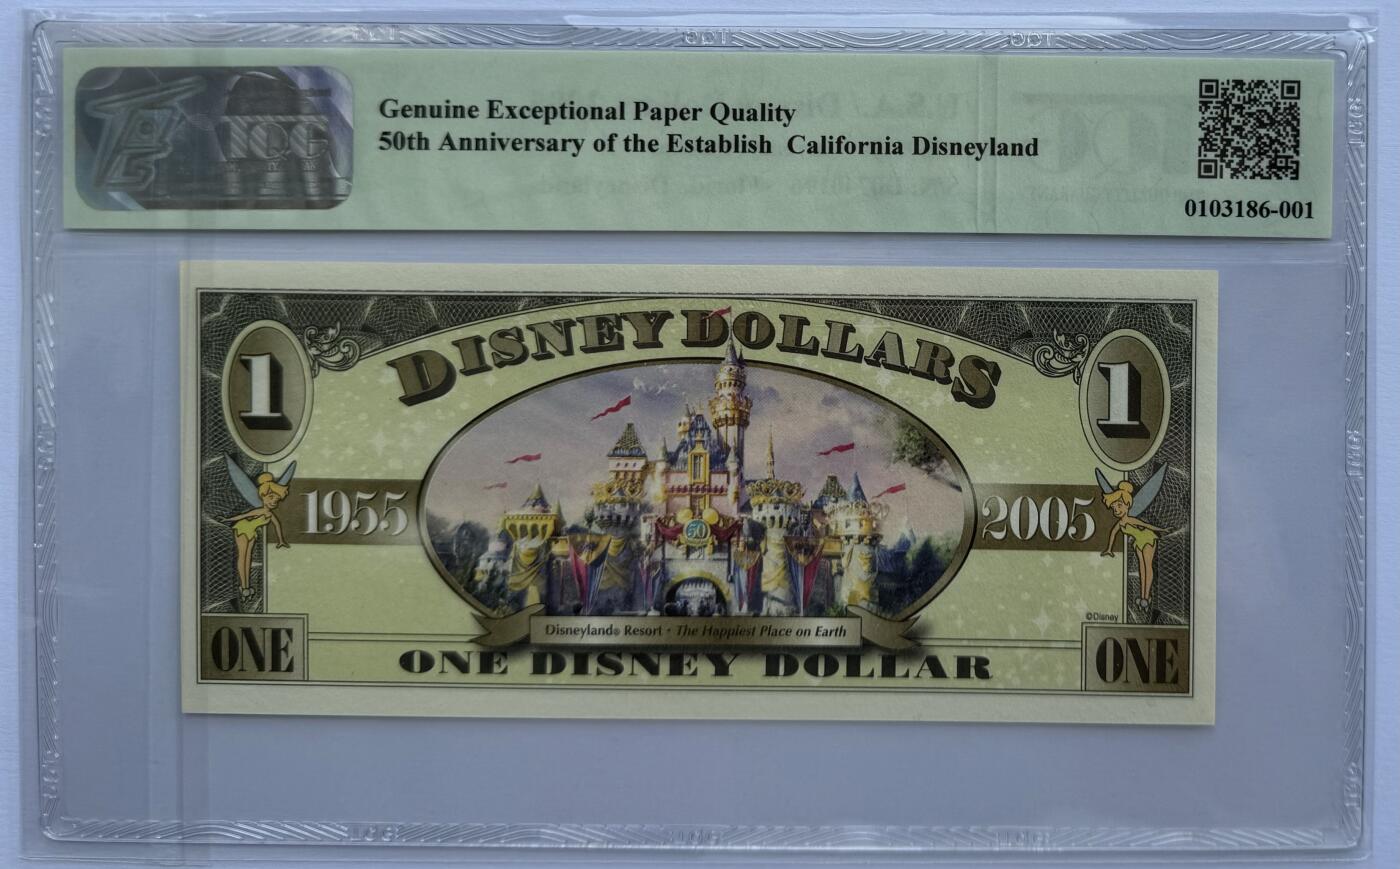 Genuine Exceptional Paper Quality
50th Anniversary of the Establish California Disneyland
0103186-001
DISNEY DOLLARS
1
1
1955
2005
50
©Disney
Disneyland® Resort • The Happiest Place on Earth
ONE
ONE DISNEY DOLLAR
ONE